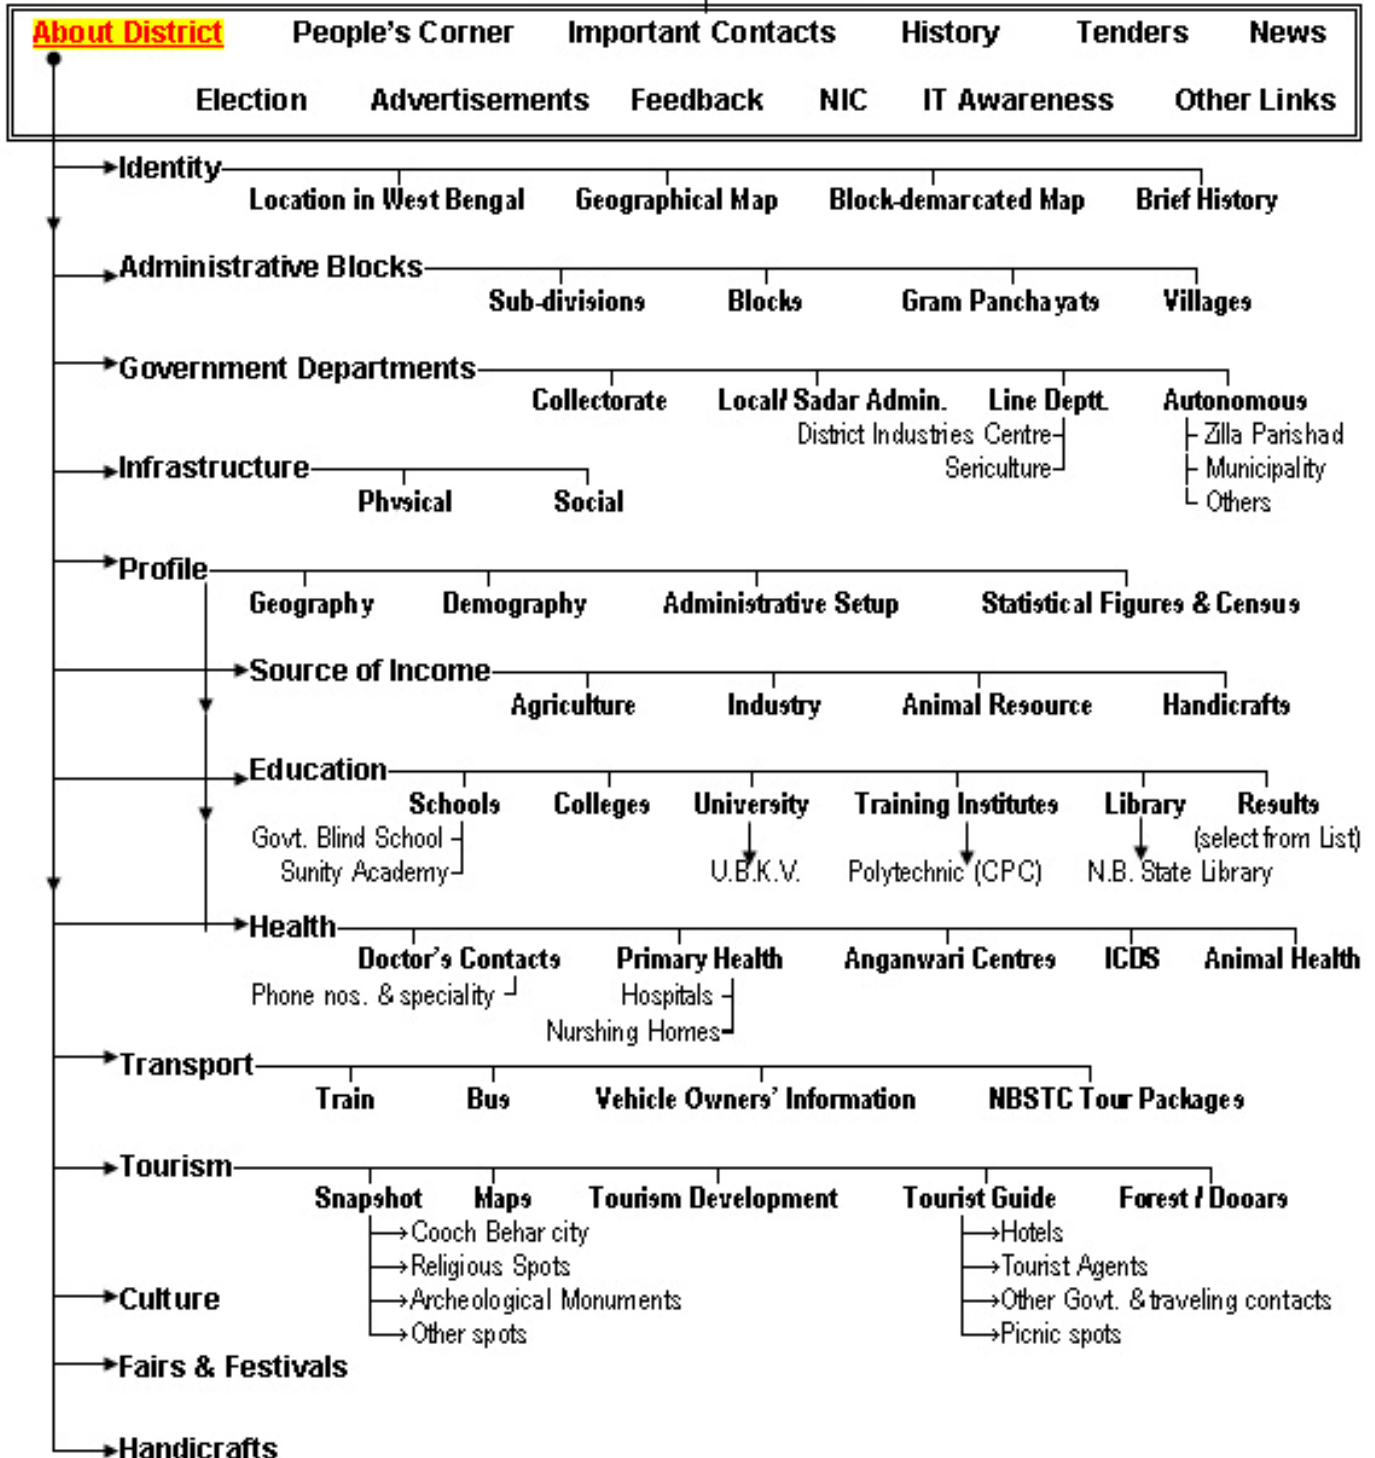 About District People's Corner Important Contacts History Tenders News
Election Advertisements Feedback NIC IT Awareness Other Links
Identity
Location in West Bengal Geographical Map Block-demarcated Map Brief History
Administrative Blocks
Sub-divisions Blocks Gram Panchayats Villages
Government Departments
Collectorate Local/ Sadar Admin. Line Deptt. Autonomous
District Industries Centre Zilla Parishad
Infrastructure Sericulture Municipality
Physical Social Others
Profile
Geography Demography Administrative Setup Statistical Figures & Census
Source of Income
Agriculture Industry Animal Resource Handicrafts
Education
Schools Colleges University Training Institutes Library Results
Govt. Blind School (select from List)
Sunity Academy U.B.K.V. Polytechnic (CPC) N.B. State Library
Health
Doctor's Contacts Primary Health Anganwari Centres ICDS Animal Health
Phone nos. & speciality Hospitals
Nurshing Homes
Transport
Train Bus Vehicle Owners' Information NBSTC Tour Packages
Tourism
Snapshot Maps Tourism Development Tourist Guide Forest / Dooars
Cooch Behar city Hotels
Religious Spots Tourist Agents
Culture Archeological Monuments Other Govt. & traveling contacts
Other spots Picnic spots
Fairs & Festivals
Handicrafts